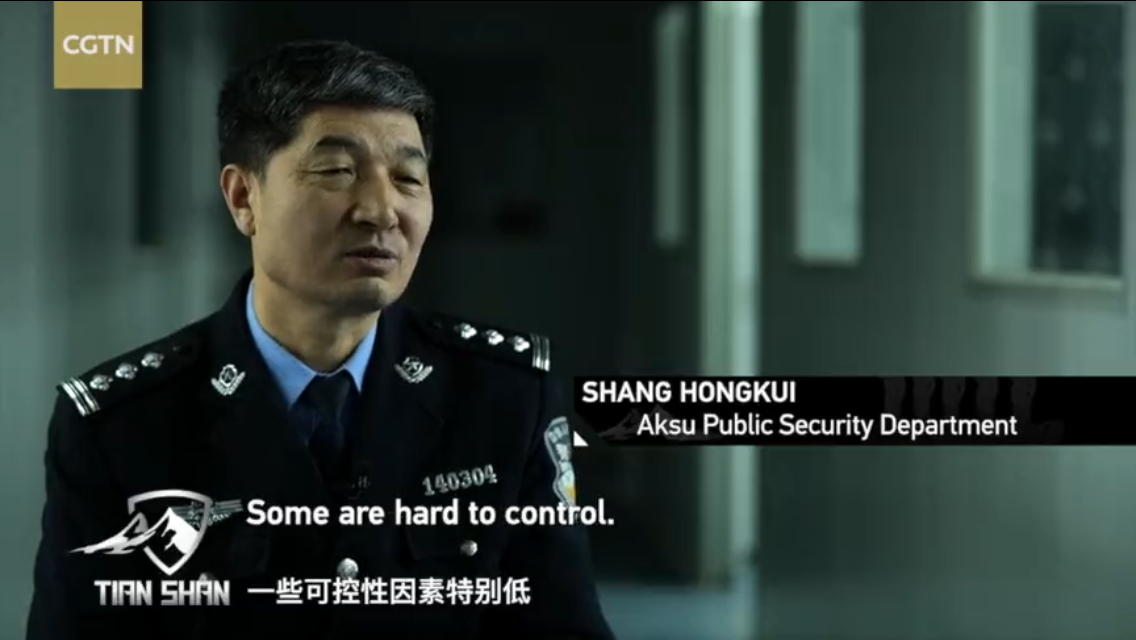 CGTN
SHANG HONGKUI
Aksu Public Security Department
140304
Some are hard to control.
TIAN SHAN
一些可控性因素特别低